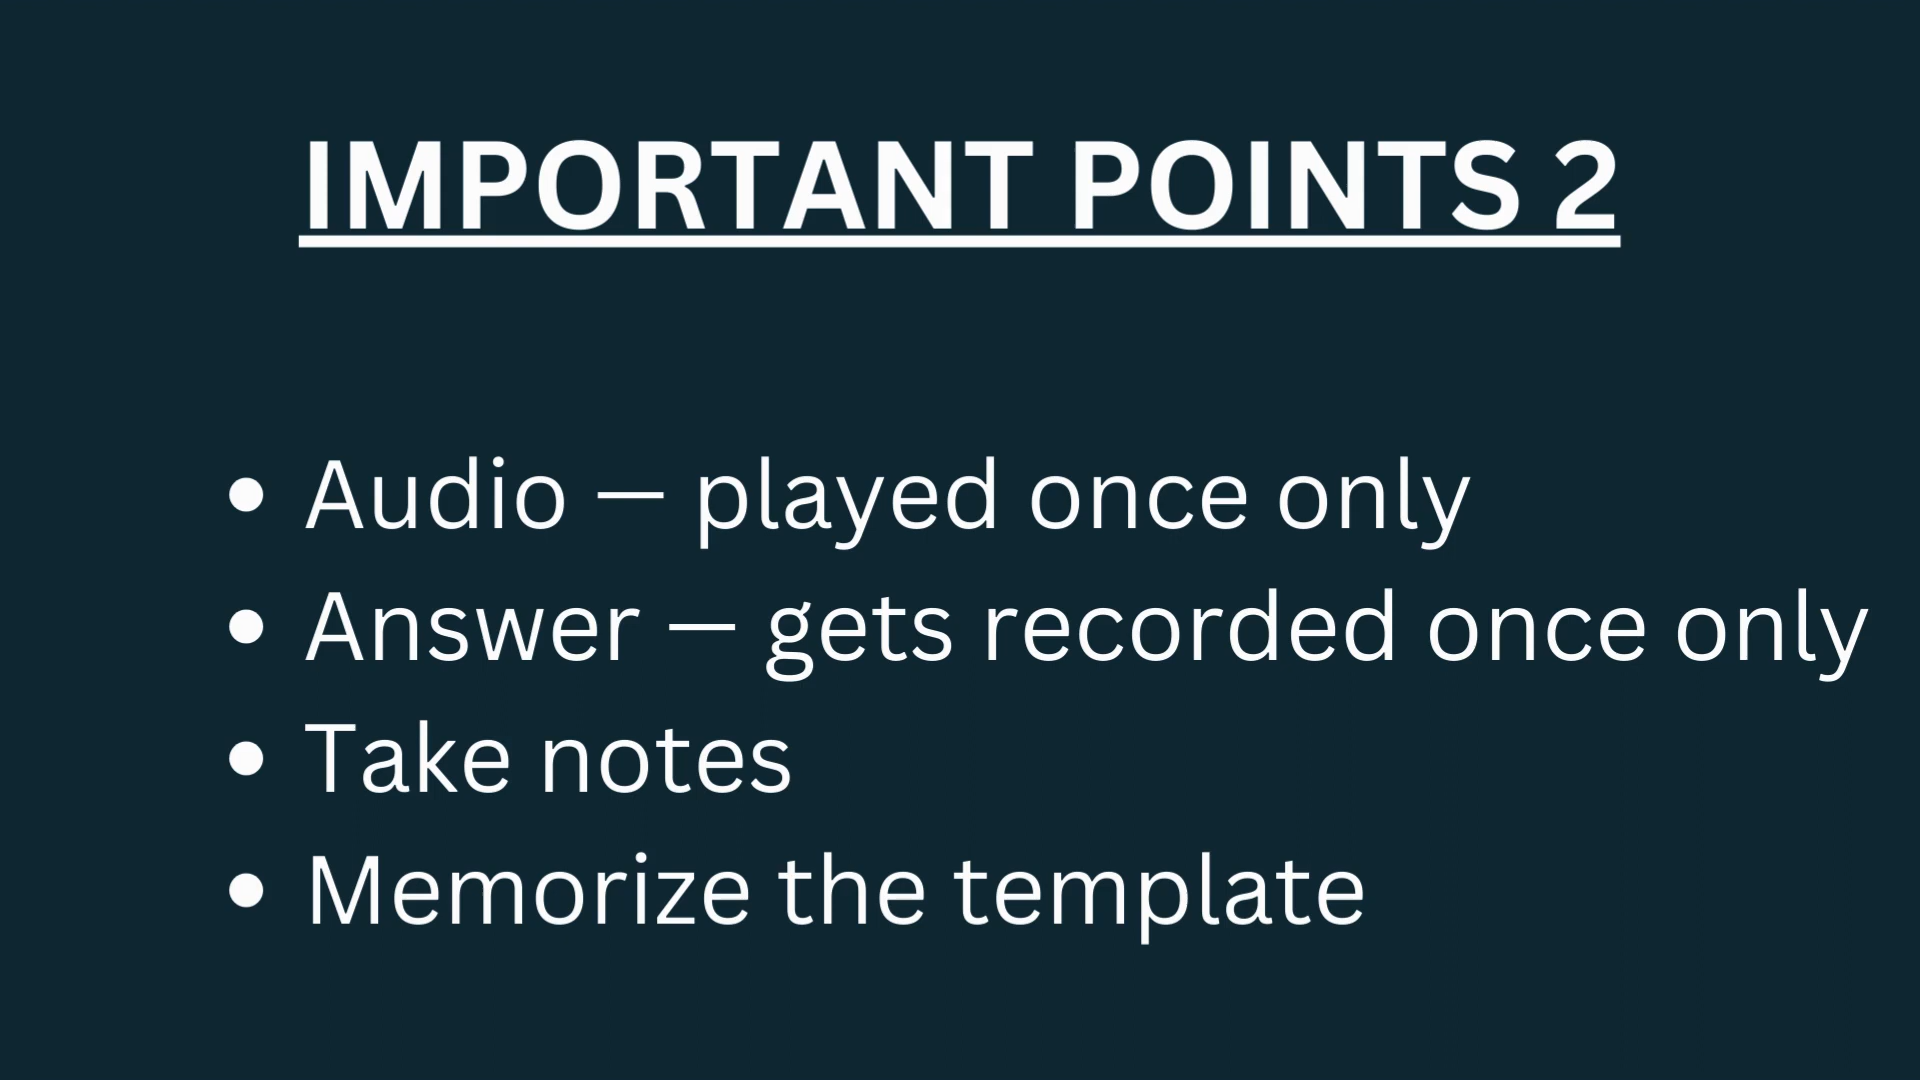 IMPORTANT POINTS 2
• Audio – played once only
• Answer – gets recorded once only
• Take notes
• Memorize the template